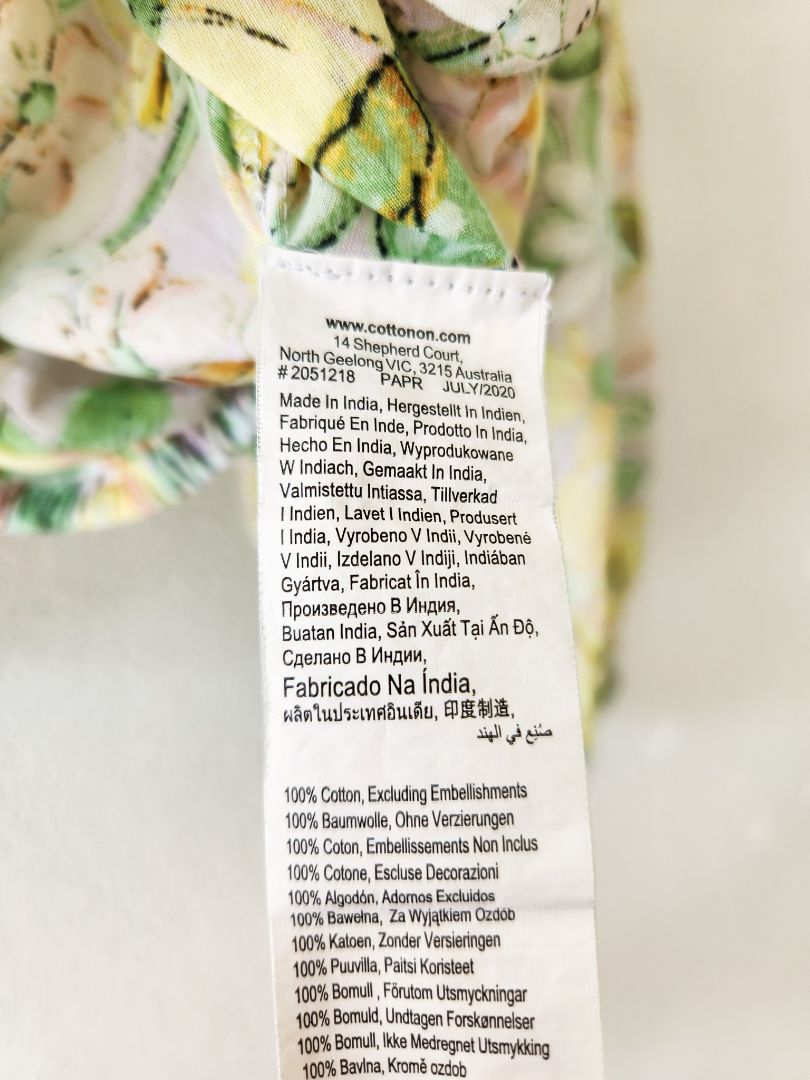 www.cottonon.com
14 Shepherd Court,
North Geelong VIC, 3215 Australia
# 2051218 PAPR JULY/2020
Made In India, Hergestellt In Indien,
Fabriqué En Inde, Prodotto In India,
Hecho En India, Wyprodukowane
W Indiach, Gemaakt In India,
Valmistettu Intiassa, Tillverkad
I Indien, Lavet I Indien, Produsert
I India, Vyrobeno V Indii, Vyrobené
V Indii, Izdelano V Indiji, Indiában
Gyártva, Fabricat În India,
Произведено В Индия,
Buatan India, Sản Xuất Tại Ấn Độ,
Сделано В Индии,
Fabricado Na Índia,
ผลิตในประเทศอินเดีย, 印度制造,
صُنِع في الهند
100% Cotton, Excluding Embellishments
100% Baumwolle, Ohne Verzierungen
100% Coton, Embellissements Non Inclus
100% Cotone, Escluse Decorazioni
100% Algodón, Adornos Excluidos
100% Bawełna, Za Wyjątkiem Ozdób
100% Katoen, Zonder Versieringen
100% Puuvilla, Paitsi Koristeet
100% Bomull , Förutom Utsmyckningar
100% Bomuld, Undtagen Forskønnelser
100% Bomull, Ikke Medregnet Utsmykking
100% Bavlna, Kromě ozdob